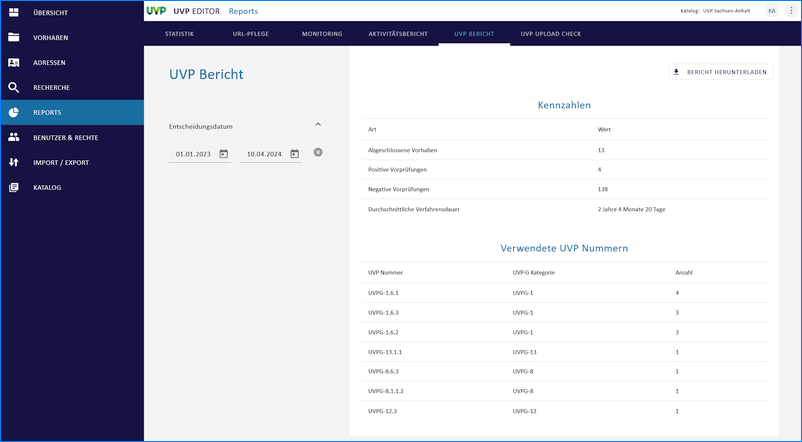 ÜBERSICHT
VORHABEN
ADRESSEN
RECHERCHE
REPORTS
BENUTZER & RECHTE
IMPORT / EXPORT
KATALOG
UVP UVP EDITOR Reports
Katalog: UVP Sachsen-Anhalt KA
STATISTIK URL-PFLEGE MONITORING AKTIVITÄTSBERICHT UVP BERICHT UVP UPLOAD CHECK
UVP Bericht
Entscheidungsdatum
01.01.2023 10.04.2024
BERICHT HERUNTERLADEN
Kennzahlen
Art Wert
Abgeschlossene Vorhaben 13
Positive Vorprüfungen 4
Negative Vorprüfungen 138
Durchschnittliche Verfahrensdauer 2 Jahre 4 Monate 20 Tage
Verwendete UVP Nummern
UVP Nummer UVP-G Kategorie Anzahl
UVPG-1.6.1 UVPG-1 4
UVPG-1.6.3 UVPG-1 3
UVPG-1.6.2 UVPG-1 3
UVPG-13.1.1 UVPG-13 1
UVPG-8.6.3 UVPG-8 1
UVPG-8.1.1.2 UVPG-8 1
UVPG-12.3 UVPG-12 1